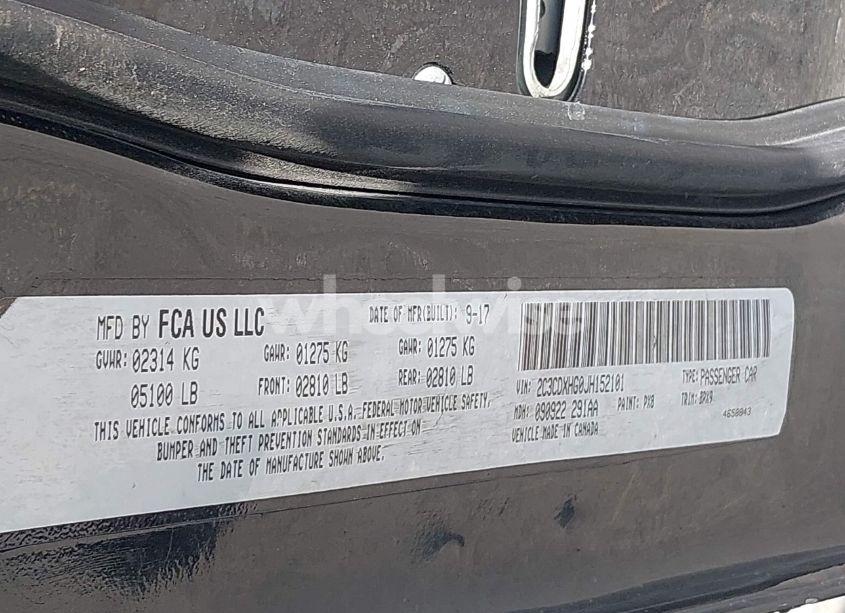 MFD BY FCA US LLC
DATE OF MFR(BUILT): 9-17
GVWR: 02314 KG
05100 LB
GAWR: 01275 KG
FRONT: 02810 LB
GAWR: 01275 KG
REAR: 02810 LB
THIS VEHICLE CONFORMS TO ALL APPLICABLE U.S.A. FEDERAL MOTOR VEHICLE SAFETY,
BUMPER AND THEFT PREVENTION STANDARDS IN EFFECT ON
THE DATE OF MANUFACTURE SHOWN ABOVE.
VIN: 2C3CDXHG0JH152101
TYPE: PASSENGER CAR
MDH: 090922 291AA
PAINT: PX8
TRIM:
VEHICLE MADE IN CANADA
4658043
wheelwise